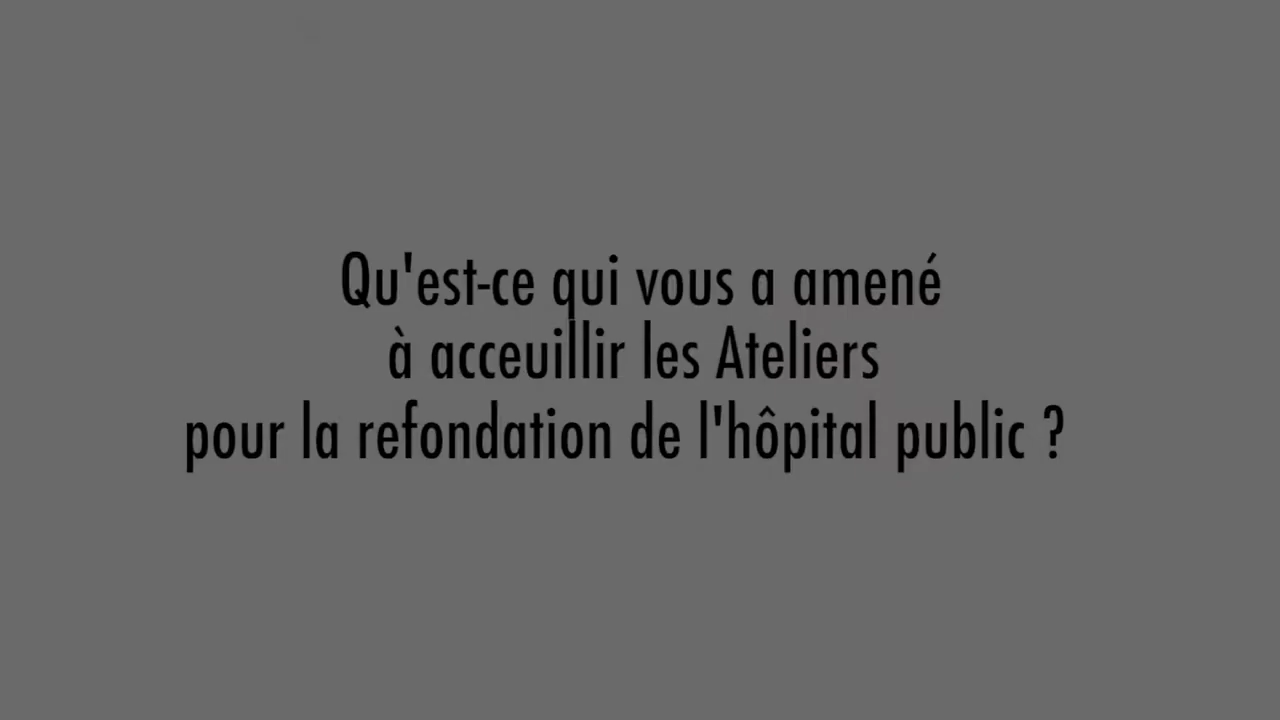 Qu'est-ce qui vous a amené
à acceuillir les Ateliers
pour la refondation de l'hôpital public ?